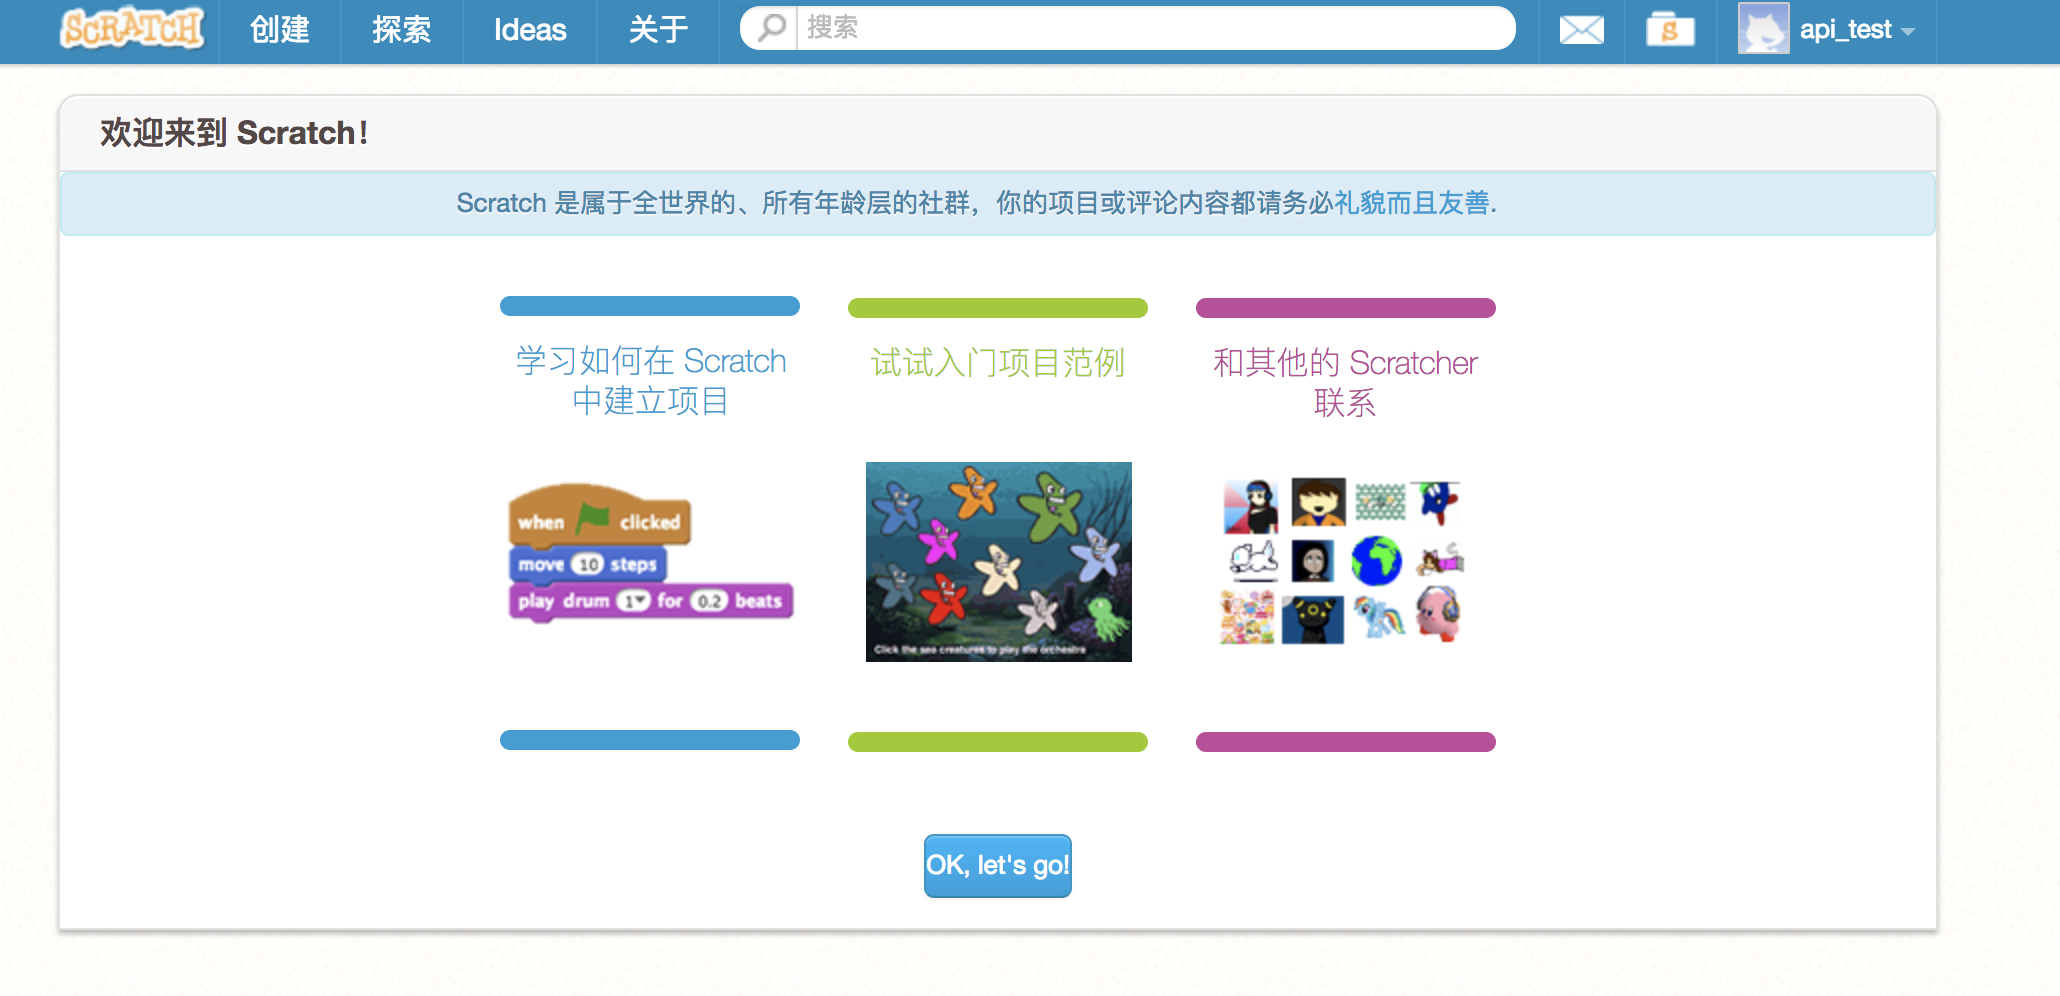 SCRATCH 创建 探索 Ideas 关于 搜索 S api_test
欢迎来到 Scratch！
Scratch 是属于全世界的、所有年龄层的社群，你的项目或评论内容都请务必礼貌而且友善.
学习如何在 Scratch
中建立项目
试试入门项目范例
和其他的 Scratcher
联系
when clicked
move 10 steps
play drum 1 for 0.2 beats
Click the sea creatures to play the orchestra
OK, let's go!